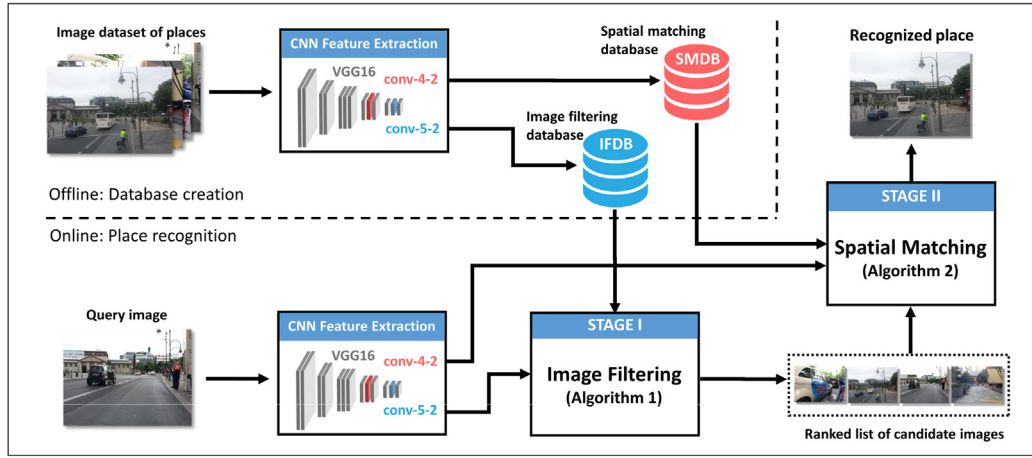 Image dataset of places
CNN Feature Extraction
VGG16
conv-4-2
conv-5-2
Spatial matching
database
SMDB
Image filtering
database
IFDB
Recognized place
Offline: Database creation
Online: Place recognition
STAGE II
Spatial Matching
(Algorithm 2)
Query image
CNN Feature Extraction
VGG16
conv-4-2
conv-5-2
STAGE I
Image Filtering
(Algorithm 1)
Ranked list of candidate images